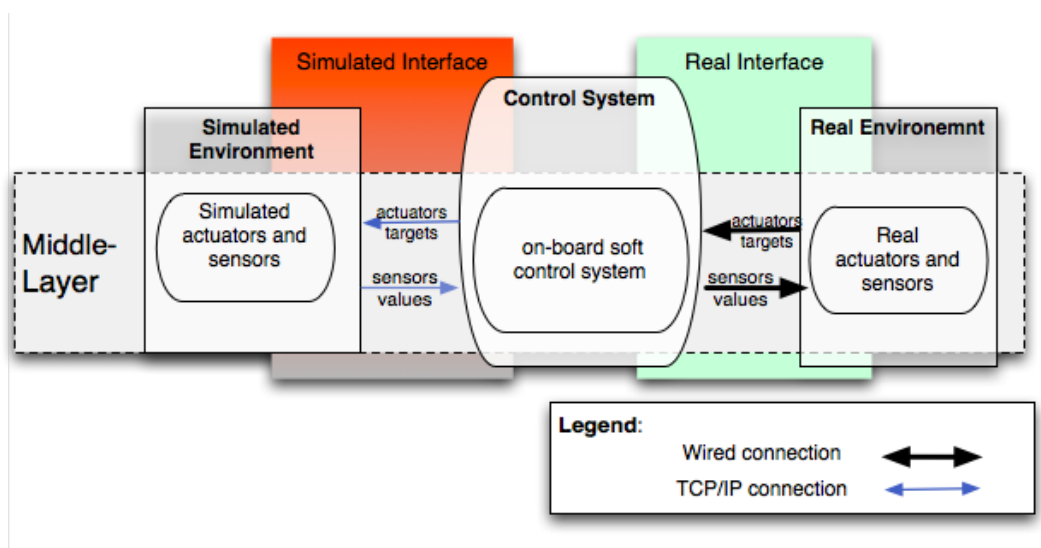 Simulated Interface
Real Interface
Control System
Simulated
Environment
Real Environemnt
Middle-
Layer
Simulated
actuators and
sensors
actuators
targets
sensors
values
on-board soft
control system
actuators
targets
sensors
values
Real
actuators and
sensors
Legend:
Wired connection
TCP/IP connection